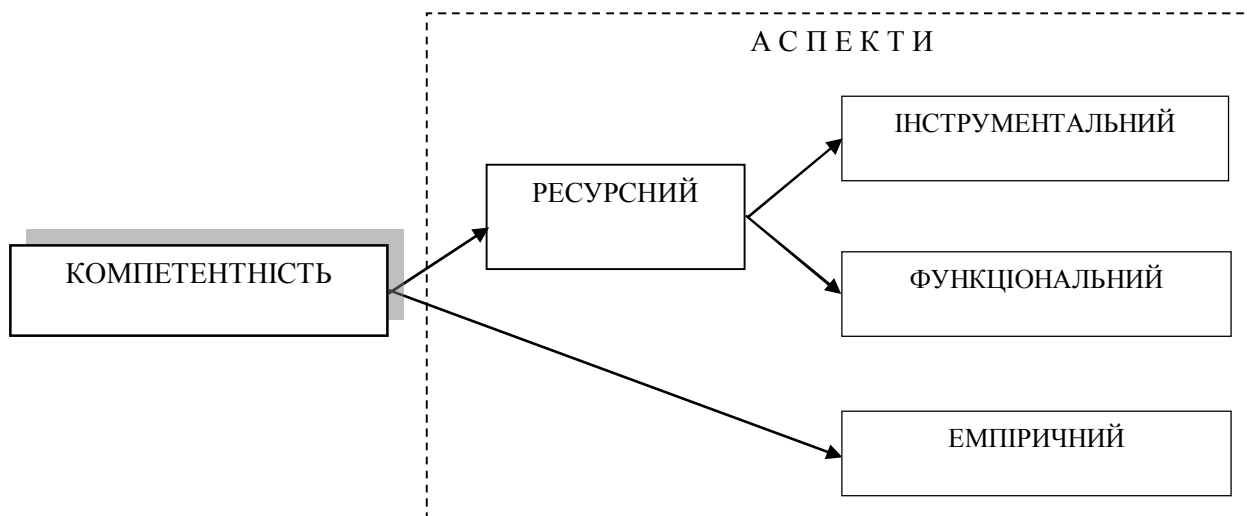 А С П Е К Т И
ІНСТРУМЕНТАЛЬНИЙ
РЕСУРСНИЙ
КОМПЕТЕНТНІСТЬ
ФУНКЦІОНАЛЬНИЙ
ЕМПІРИЧНИЙ